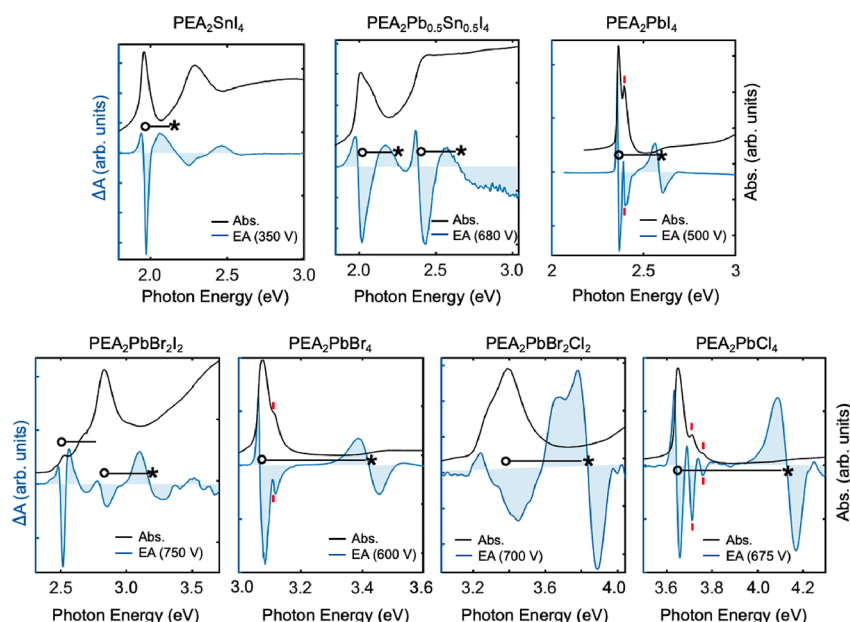 PEA₂SnI₄
PEA₂Pb₀.₅Sn₀.₅I₄
PEA₂PbI₄
ΔA (arb. units)
Abs. (arb. units)
*
*
*
*
Abs.
EA (350 V)
Abs.
EA (680 V)
Abs.
EA (500 V)
2.0 2.5 3.0
2.0 2.5 3.0
2 2.5 3
Photon Energy (eV)
Photon Energy (eV)
Photon Energy (eV)
PEA₂PbBr₂I₂
PEA₂PbBr₄
PEA₂PbBr₂Cl₂
PEA₂PbCl₄
ΔA (arb. units)
Abs. (arb. units)
*
*
*
*
Abs.
EA (750 V)
Abs.
EA (600 V)
Abs.
EA (700 V)
Abs.
EA (675 V)
2.5 3.0 3.5
3.0 3.2 3.4 3.6
3.2 3.6 4.0
3.6 3.8 4.0 4.2
Photon Energy (eV)
Photon Energy (eV)
Photon Energy (eV)
Photon Energy (eV)